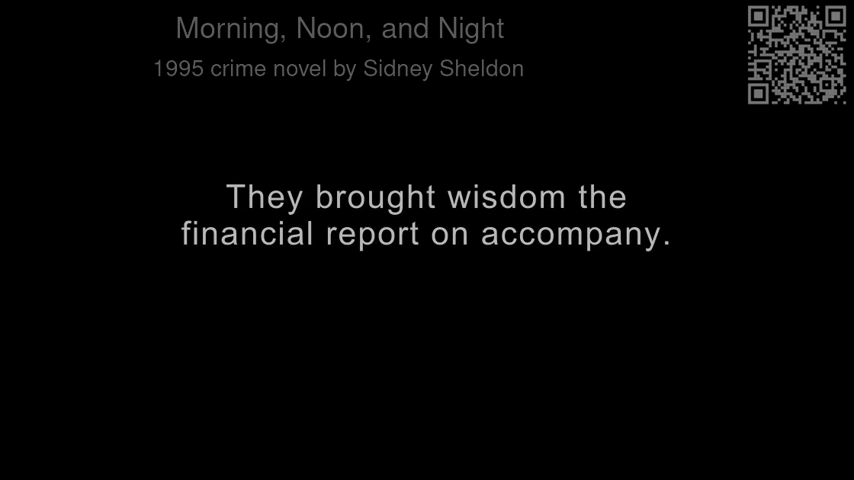 Morning, Noon, and Night
1995 crime novel by Sidney Sheldon
They brought wisdom the
financial report on accompany.